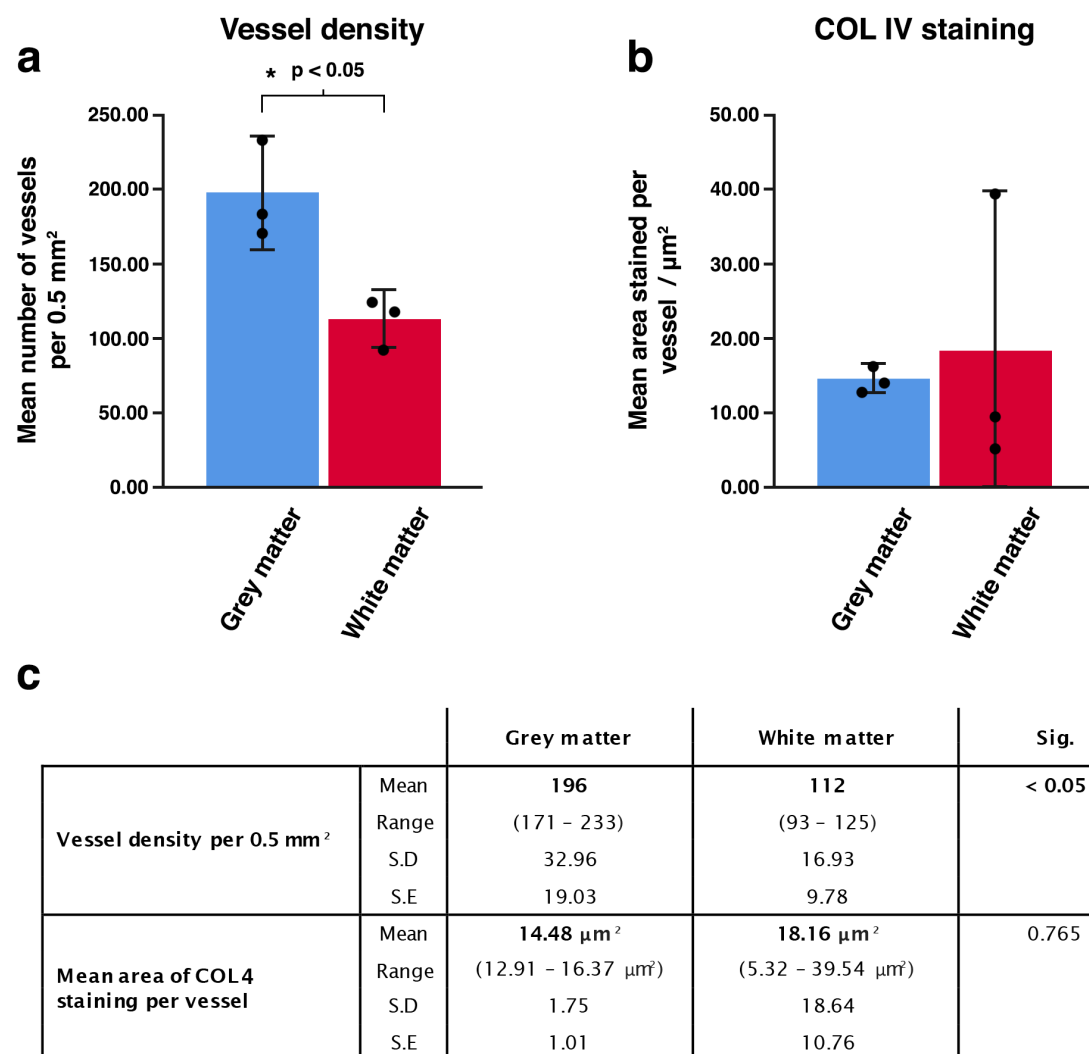 Vessel density
a
* p < 0.05
Mean number of vessels
per 0.5 mm²
250.00
200.00
150.00
100.00
50.00
0.00
Grey matter
White matter
COL IV staining
b
Mean area stained per
vessel / µm²
50.00
40.00
30.00
20.00
10.00
0.00
Grey matter
White matter
c
Grey matter White matter Sig.
Vessel density per 0.5 mm² Mean 196 112 < 0.05
Range (171 – 233) (93 – 125)
S.D 32.96 16.93
S.E 19.03 9.78
Mean area of COL4
staining per vessel
Mean 14.48 µm² 18.16 µm² 0.765
Range (12.91 – 16.37 µm²) (5.32 – 39.54 µm²)
S.D 1.75 18.64
S.E 1.01 10.76